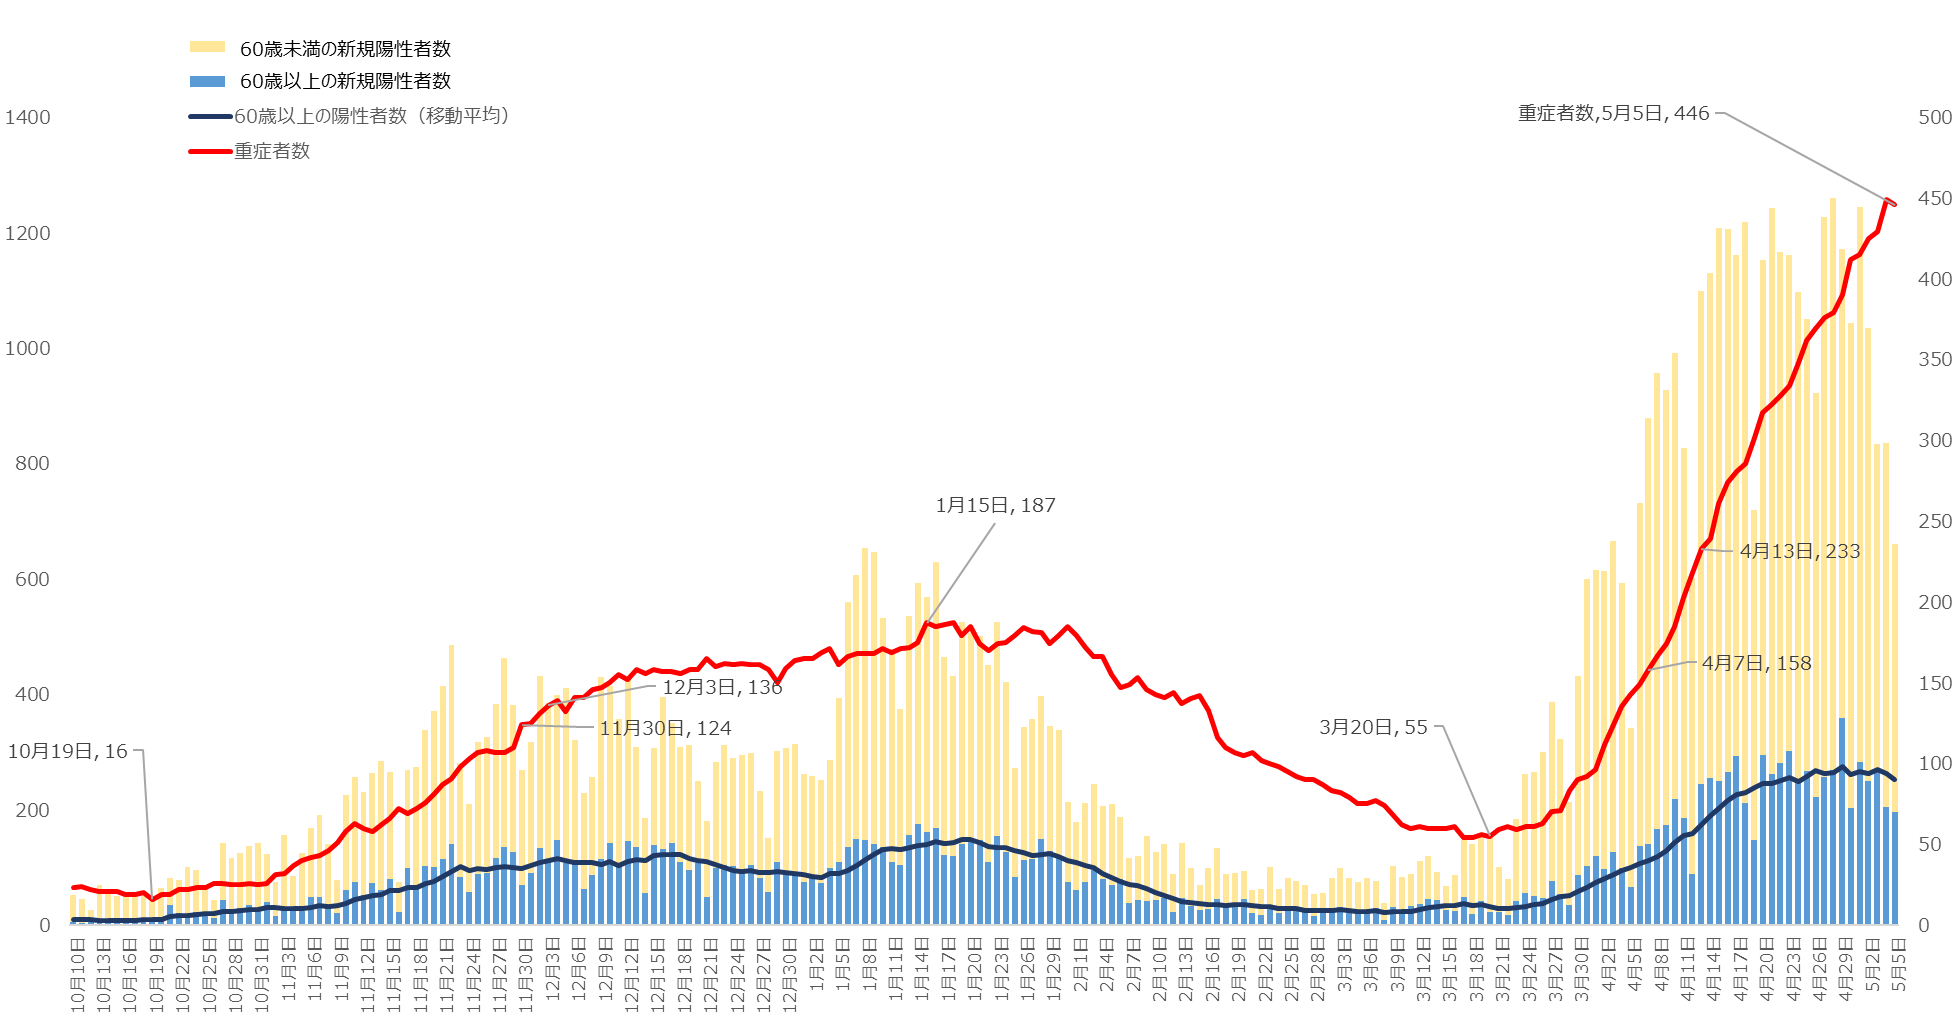 60歳未満の新規陽性者数
60歳以上の新規陽性者数
60歳以上の陽性者数（移動平均）
重症者数
1400
1200
1000
800
600
400
200
0
500
450
400
350
300
250
200
150
100
50
0
重症者数,5月5日, 446
1月15日, 187
4月13日, 233
4月7日, 158
12月3日, 136
11月30日, 124
3月20日, 55
10月19日, 16
10月10日
10月13日
10月16日
10月19日
10月22日
10月25日
10月28日
10月31日
11月3日
11月6日
11月9日
11月12日
11月15日
11月18日
11月21日
11月24日
11月27日
11月30日
12月3日
12月6日
12月9日
12月12日
12月15日
12月18日
12月21日
12月24日
12月27日
12月30日
1月2日
1月5日
1月8日
1月11日
1月14日
1月17日
1月20日
1月23日
1月26日
1月29日
2月1日
2月4日
2月7日
2月10日
2月13日
2月16日
2月19日
2月22日
2月25日
2月28日
3月3日
3月6日
3月9日
3月12日
3月15日
3月18日
3月21日
3月24日
3月27日
3月30日
4月2日
4月5日
4月8日
4月11日
4月14日
4月17日
4月20日
4月23日
4月26日
4月29日
5月2日
5月5日